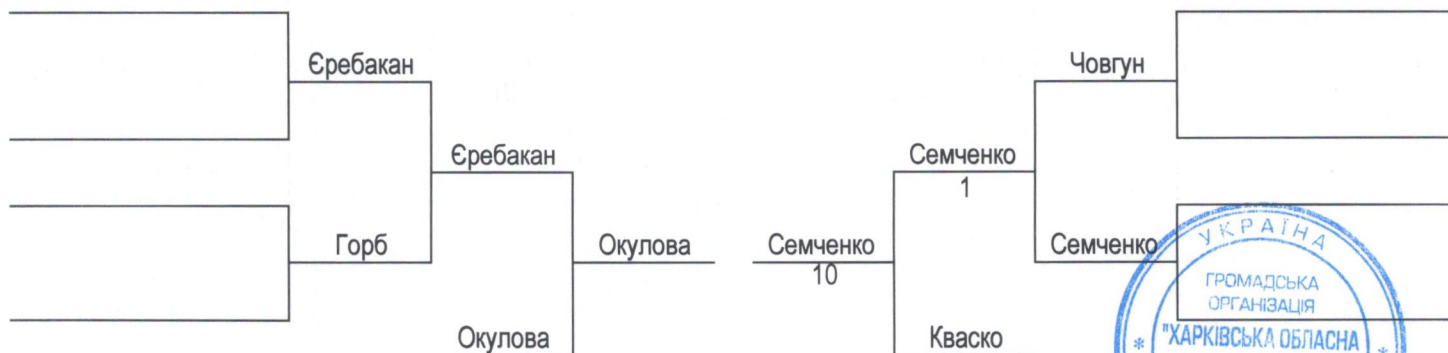 Єребакан
Човгун
Єребакан
Семченко
1
Горб
Окулова
Семченко
10
Семченко
УКРАЇНА
ГРОМАДСЬКА
ОРГАНІЗАЦІЯ
"ХАРКІВСЬКА ОБЛАСНА
Окулова
Кваско